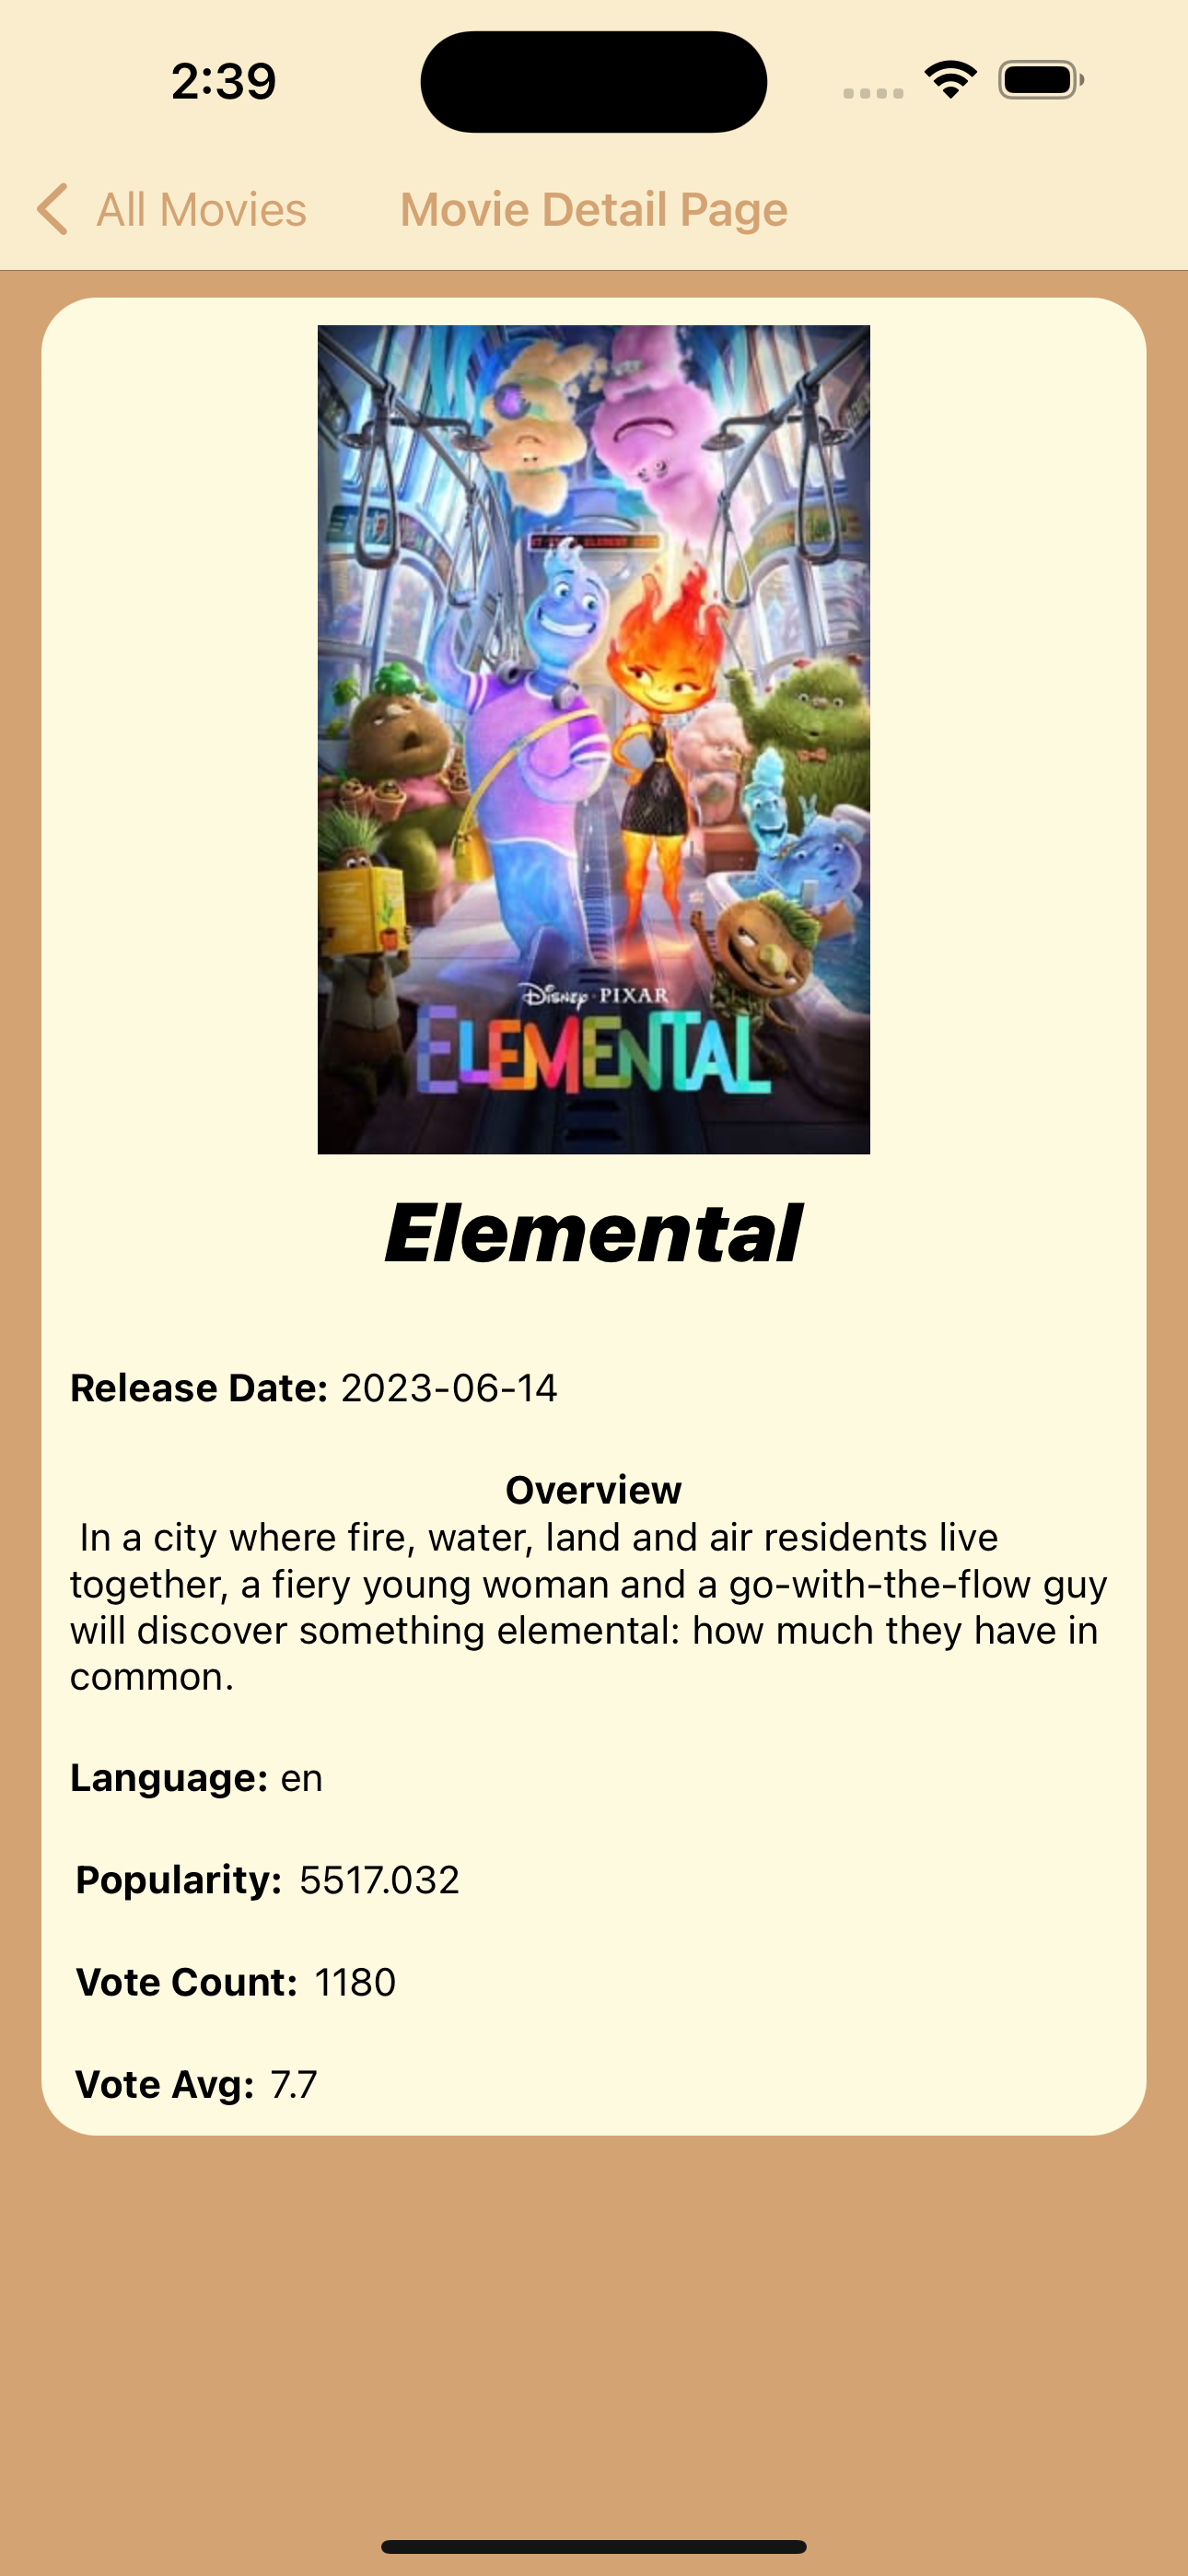 2:39
All Movies
Movie Detail Page
Disney · PIXAR
ELEMENTAL
Elemental
Release Date: 2023-06-14
Overview
In a city where fire, water, land and air residents live
together, a fiery young woman and a go-with-the-flow guy
will discover something elemental: how much they have in
common.
Language: en
Popularity: 5517.032
Vote Count: 1180
Vote Avg: 7.7